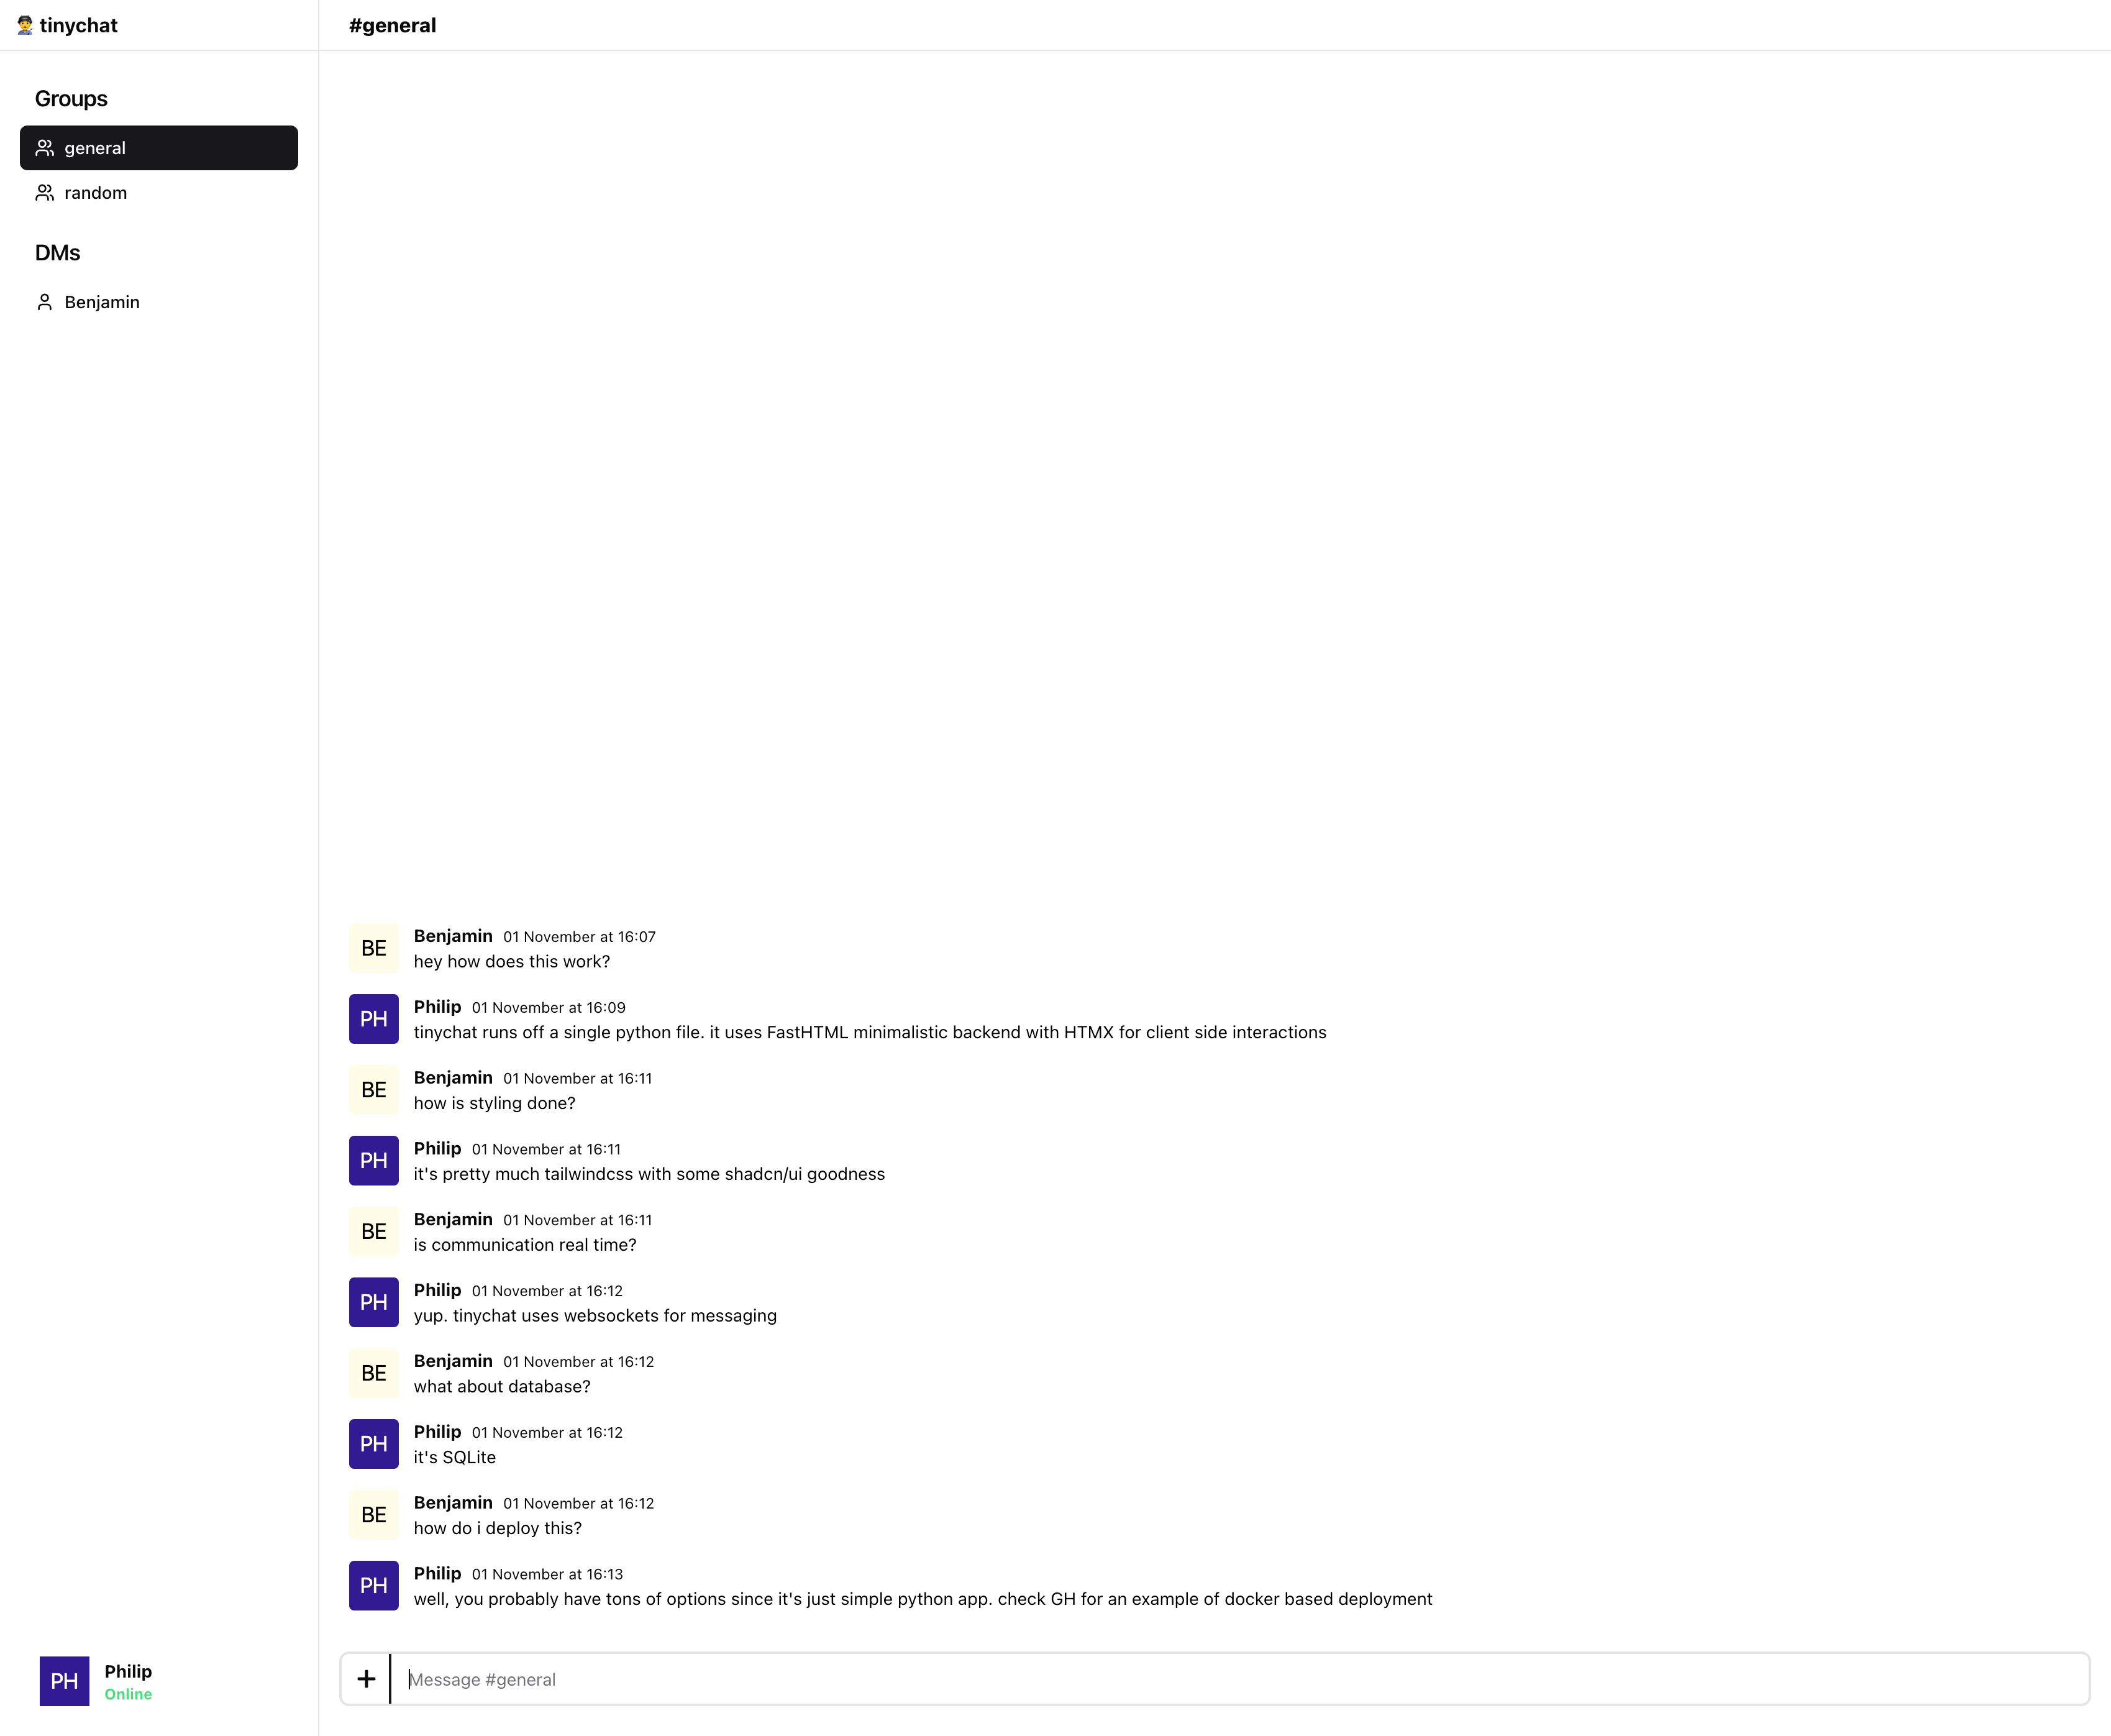 tinychat
#general
Groups
general
random
DMs
Benjamin
BE
Benjamin 01 November at 16:07
hey how does this work?
PH
Philip 01 November at 16:09
tinychat runs off a single python file. it uses FastHTML minimalistic backend with HTMX for client side interactions
BE
Benjamin 01 November at 16:11
how is styling done?
PH
Philip 01 November at 16:11
it's pretty much tailwindcss with some shadcn/ui goodness
BE
Benjamin 01 November at 16:11
is communication real time?
PH
Philip 01 November at 16:12
yup. tinychat uses websockets for messaging
BE
Benjamin 01 November at 16:12
what about database?
PH
Philip 01 November at 16:12
it's SQLite
BE
Benjamin 01 November at 16:12
how do i deploy this?
PH
Philip 01 November at 16:13
well, you probably have tons of options since it's just simple python app. check GH for an example of docker based deployment
PH
Philip
Online
Message #general